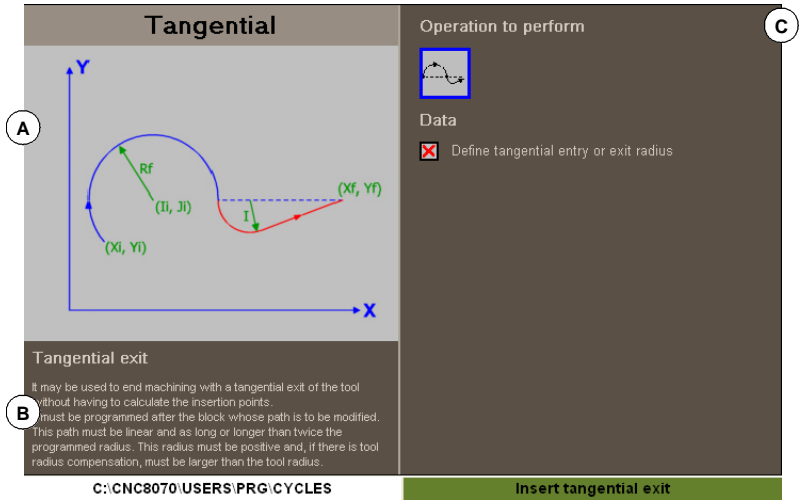 Tangential
Y
Rf
(Ii, Ji)
(Xf, Yf)
I
(Xi, Yi)
X
A
Tangential exit
It may be used to end machining with a tangential exit of the tool
without having to calculate the insertion points.
must be programmed after the block whose path is to be modified.
This path must be linear and as long or longer than twice the
programmed radius. This radius must be positive and, if there is tool
radius compensation, must be larger than the tool radius.
B
Operation to perform
C
Data
Define tangential entry or exit radius
C:\CNC8070\USERS\PRG\CYCLES
Insert tangential exit